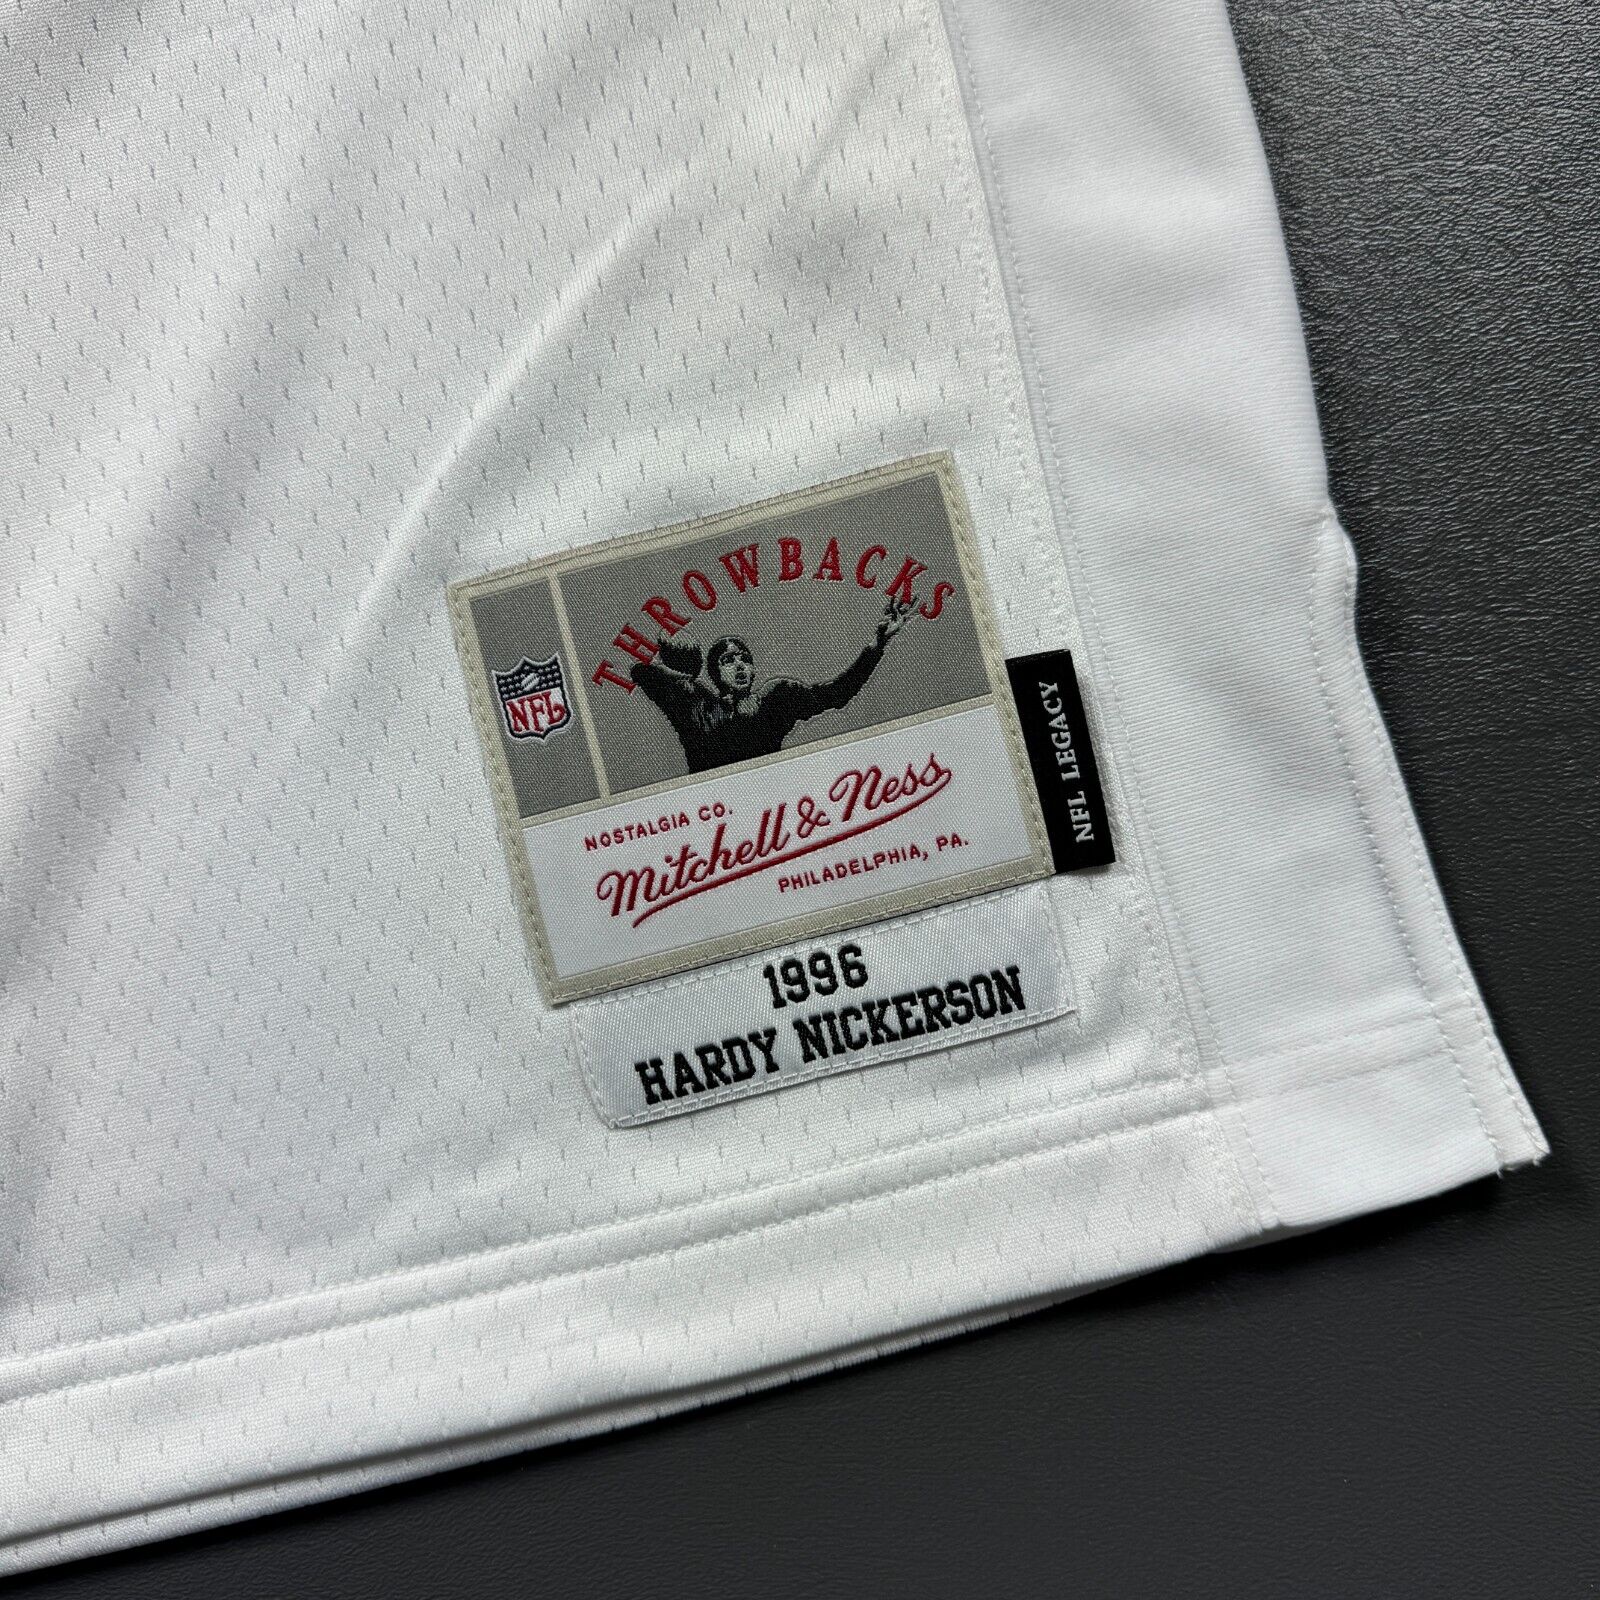 THROWBACKS
NFL
NOSTALGIA CO.
Mitchell & Ness
PHILADELPHIA, PA.
NFL LEGACY
1996
HARDY NICKERSON